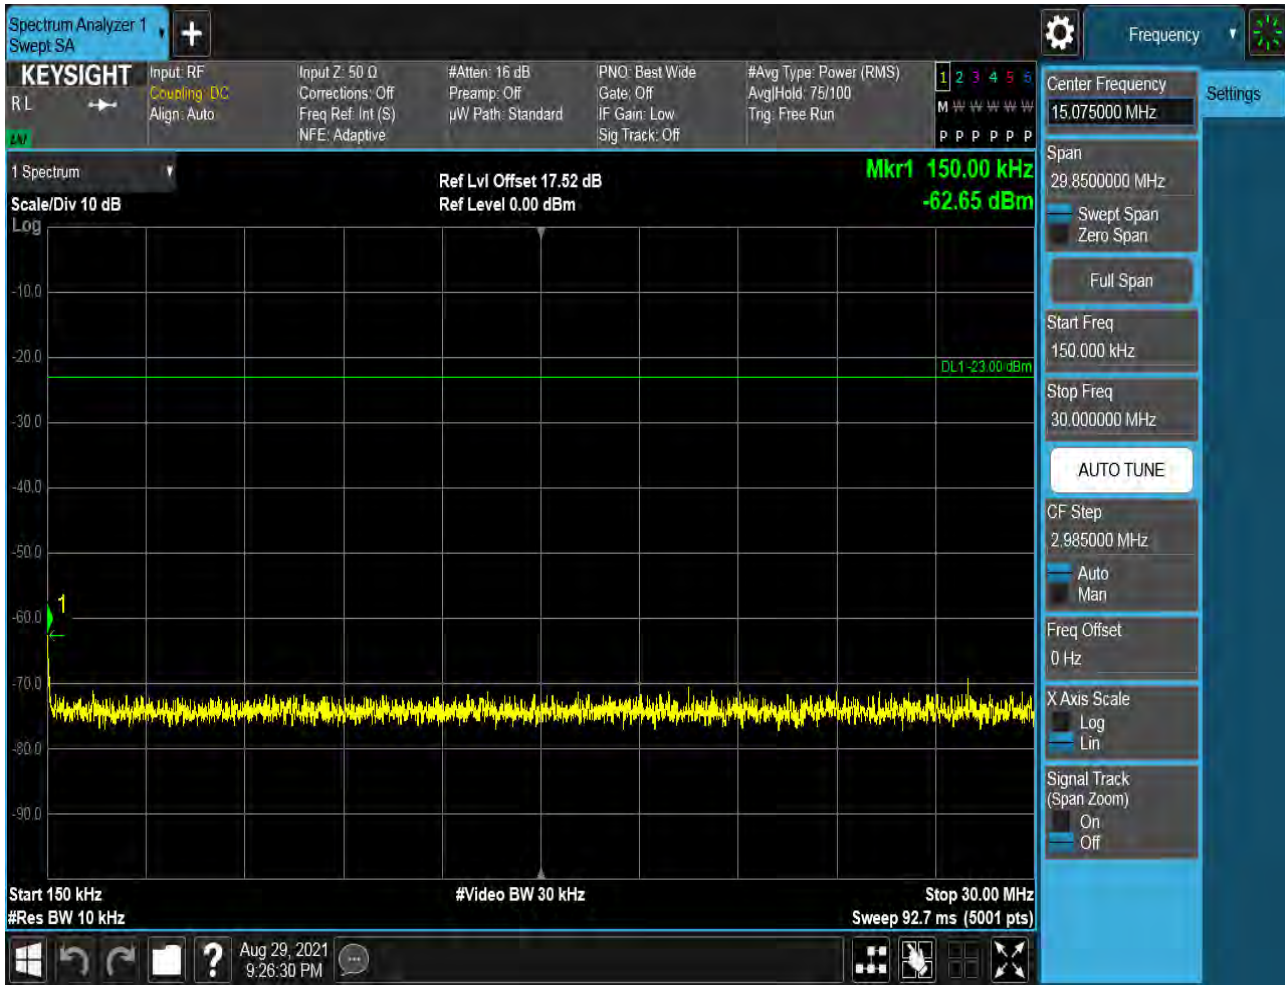 Spectrum Analyzer 1
Swept SA
Frequency
KEYSIGHT
R L
LNI
Input: RF
Coupling: DC
Align: Auto
Input Z: 50 Ω
Corrections: Off
Freq Ref: Int (S)
NFE: Adaptive
#Atten: 16 dB
Preamp: Off
µW Path: Standard
PNO: Best Wide
Gate: Off
IF Gain: Low
Sig Track: Off
#Avg Type: Power (RMS)
Avg|Hold: 75/100
Trig: Free Run
1 2 3 4 5 6
M W W W W W
P P P P P P
1 Spectrum
Scale/Div 10 dB
Log
Ref Lvl Offset 17.52 dB
Ref Level 0.00 dBm
Mkr1 150.00 kHz
-62.65 dBm
-10.0
-20.0
DL1 -23.00 dBm
-30.0
-40.0
-50.0
1
-60.0
-70.0
-80.0
-90.0
Start 150 kHz
#Res BW 10 kHz
#Video BW 30 kHz
Stop 30.00 MHz
Sweep 92.7 ms (5001 pts)
Aug 29, 2021
9:26:30 PM
Center Frequency
15.075000 MHz
Settings
Span
29.8500000 MHz
Swept Span
Zero Span
Full Span
Start Freq
150.000 kHz
Stop Freq
30.000000 MHz
AUTO TUNE
CF Step
2.985000 MHz
Auto
Man
Freq Offset
0 Hz
X Axis Scale
Log
Lin
Signal Track
(Span Zoom)
On
Off